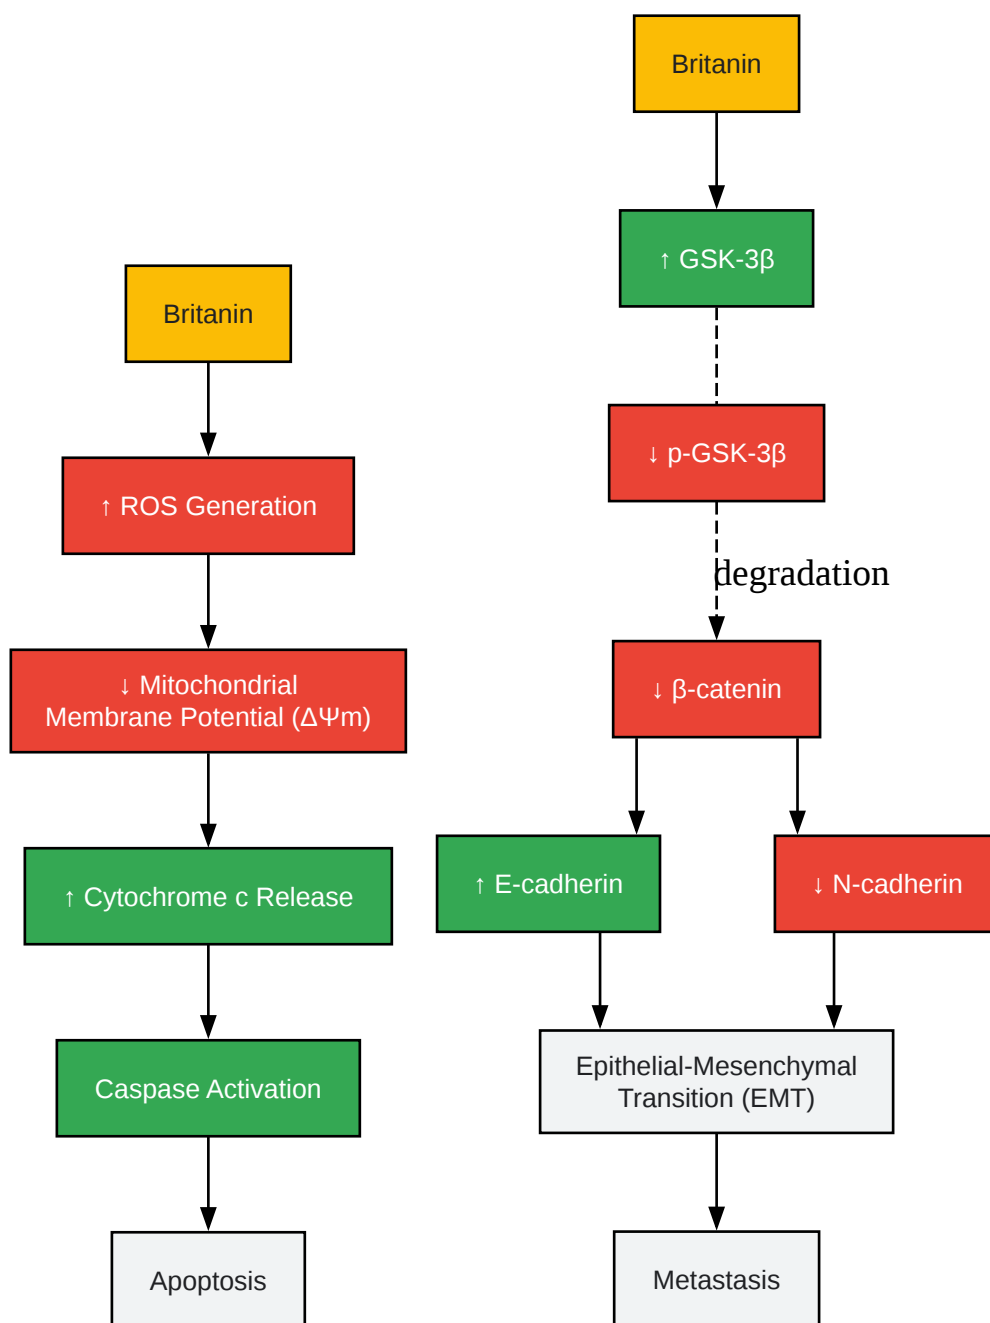 Britanin
↑ ROS Generation
↓ Mitochondrial
Membrane Potential (ΔΨm)
↑ Cytochrome c Release
Caspase Activation
Apoptosis
Britanin
↑ GSK-3β
↓ p-GSK-3β
degradation
↓ β-catenin
↑ E-cadherin
↓ N-cadherin
Epithelial-Mesenchymal
Transition (EMT)
Metastasis